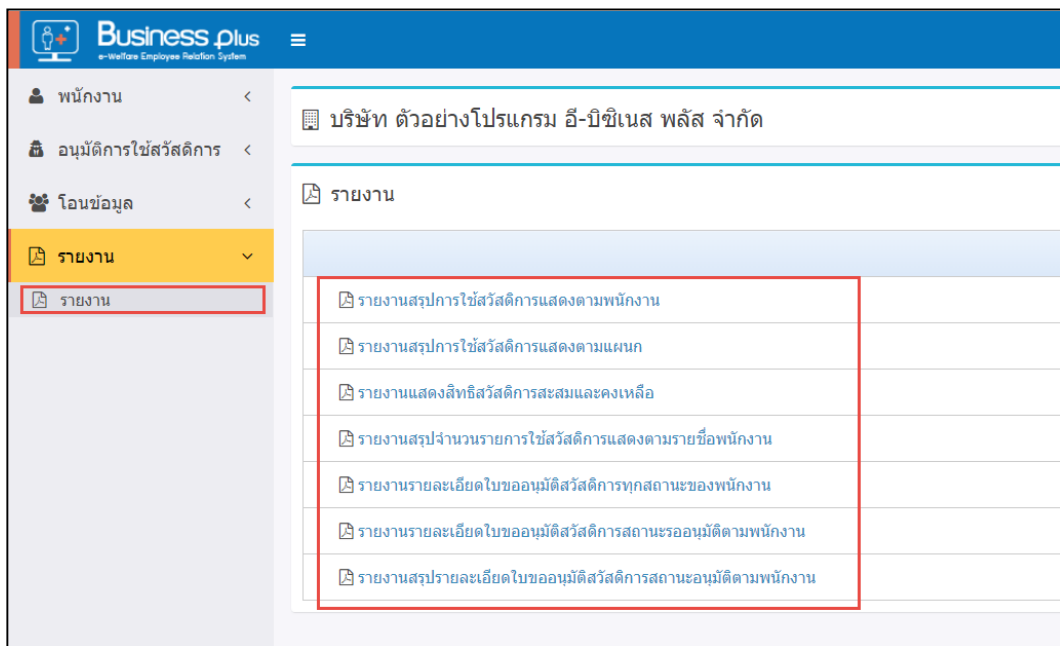 Business Plus
e-Welfare Employee Relation System
พนักงาน
อนุมัติการใช้สวัสดิการ
โอนข้อมูล
รายงาน
รายงาน
บริษัท ตัวอย่างโปรแกรม อี-บิซิเนส พลัส จำกัด
รายงาน
รายงานสรุปการใช้สวัสดิการแสดงตามพนักงาน
รายงานสรุปการใช้สวัสดิการแสดงตามแผนก
รายงานแสดงสิทธิสวัสดิการสะสมและคงเหลือ
รายงานสรุปจำนวนรายการใช้สวัสดิการแสดงตามรายชื่อพนักงาน
รายงานรายละเอียดใบขออนุมัติสวัสดิการทุกสถานะของพนักงาน
รายงานรายละเอียดใบขออนุมัติสวัสดิการสถานะรออนุมัติตามพนักงาน
รายงานสรุปรายละเอียดใบขออนุมัติสวัสดิการสถานะอนุมัติตามพนักงาน